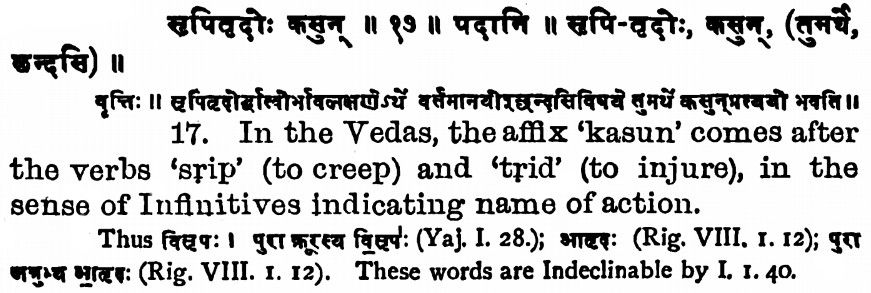 सृपितृदोः कसुन् ॥ १७ ॥ पदानि ॥ सृपि-तृदोः, कसुन्, (तुमर्थे,
छन्दसि) ॥
वृत्तिः ॥ सृपितृदोर्द्धात्वोर्भावलक्षणेऽर्थे वर्त्तमानयोश्छन्दसिविषये तुमर्थे कसुन्प्रत्ययो भवति ॥
17. In the Vedas, the affix 'kasun' comes after
the verbs 'sṛip' (to creep) and 'tṛid' (to injure), in the
sense of Infinitives indicating name of action.
Thus विसृपः । पुरा क्रूरस्य विसृपः (Yaj. I. 28.); आतृदः (Rig. VIII. 1. 12); पुरा
आतृदः (Rig. VIII. 1. 12). These words are Indeclinable by I. 1. 40.